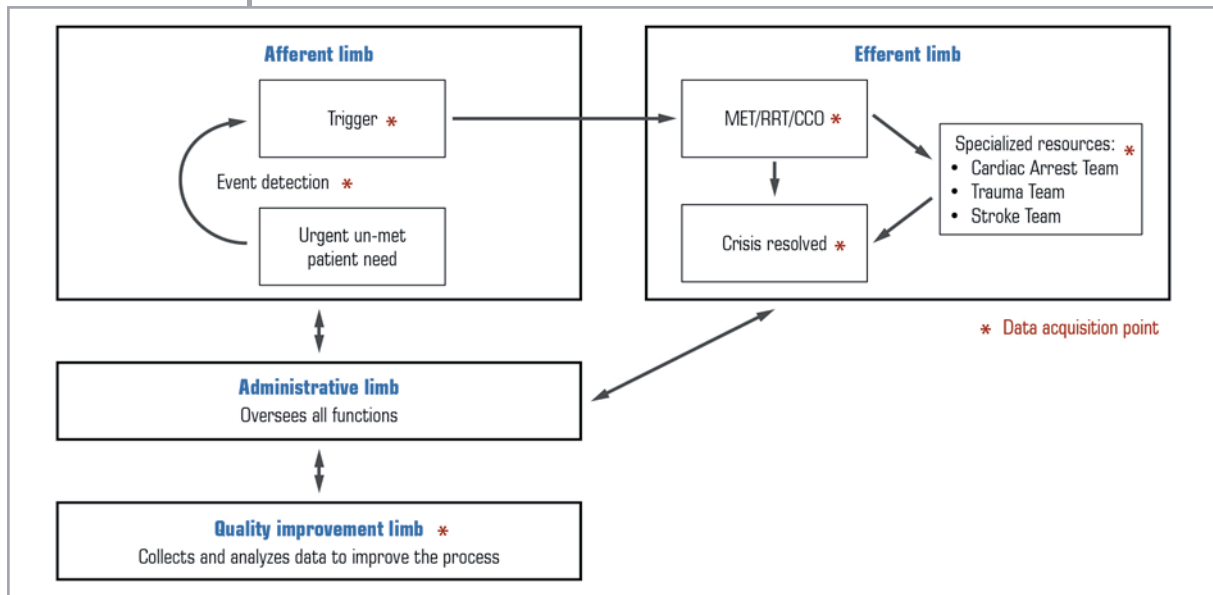 Afferent limb
Trigger *
Event detection *
Urgent un-met
patient need
Efferent limb
MET/RRT/CCO *
Specialized resources: *
• Cardiac Arrest Team
• Trauma Team
• Stroke Team
Crisis resolved *
* Data acquisition point
Administrative limb
Oversees all functions
Quality improvement limb *
Collects and analyzes data to improve the process